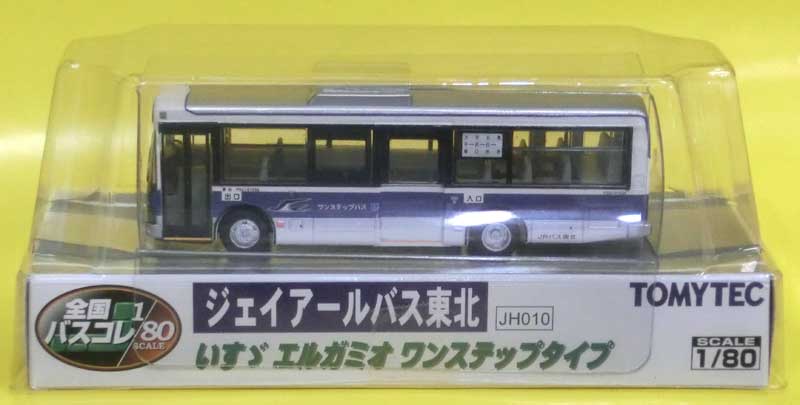 出口
ワンステップバス
入口
JRバス東北
全国
バスコレ
1/80
SCALE
ジェイアールバス東北
JH010
いすゞ エルガミオ ワンステップタイプ
TOMYTEC
SCALE
1/80